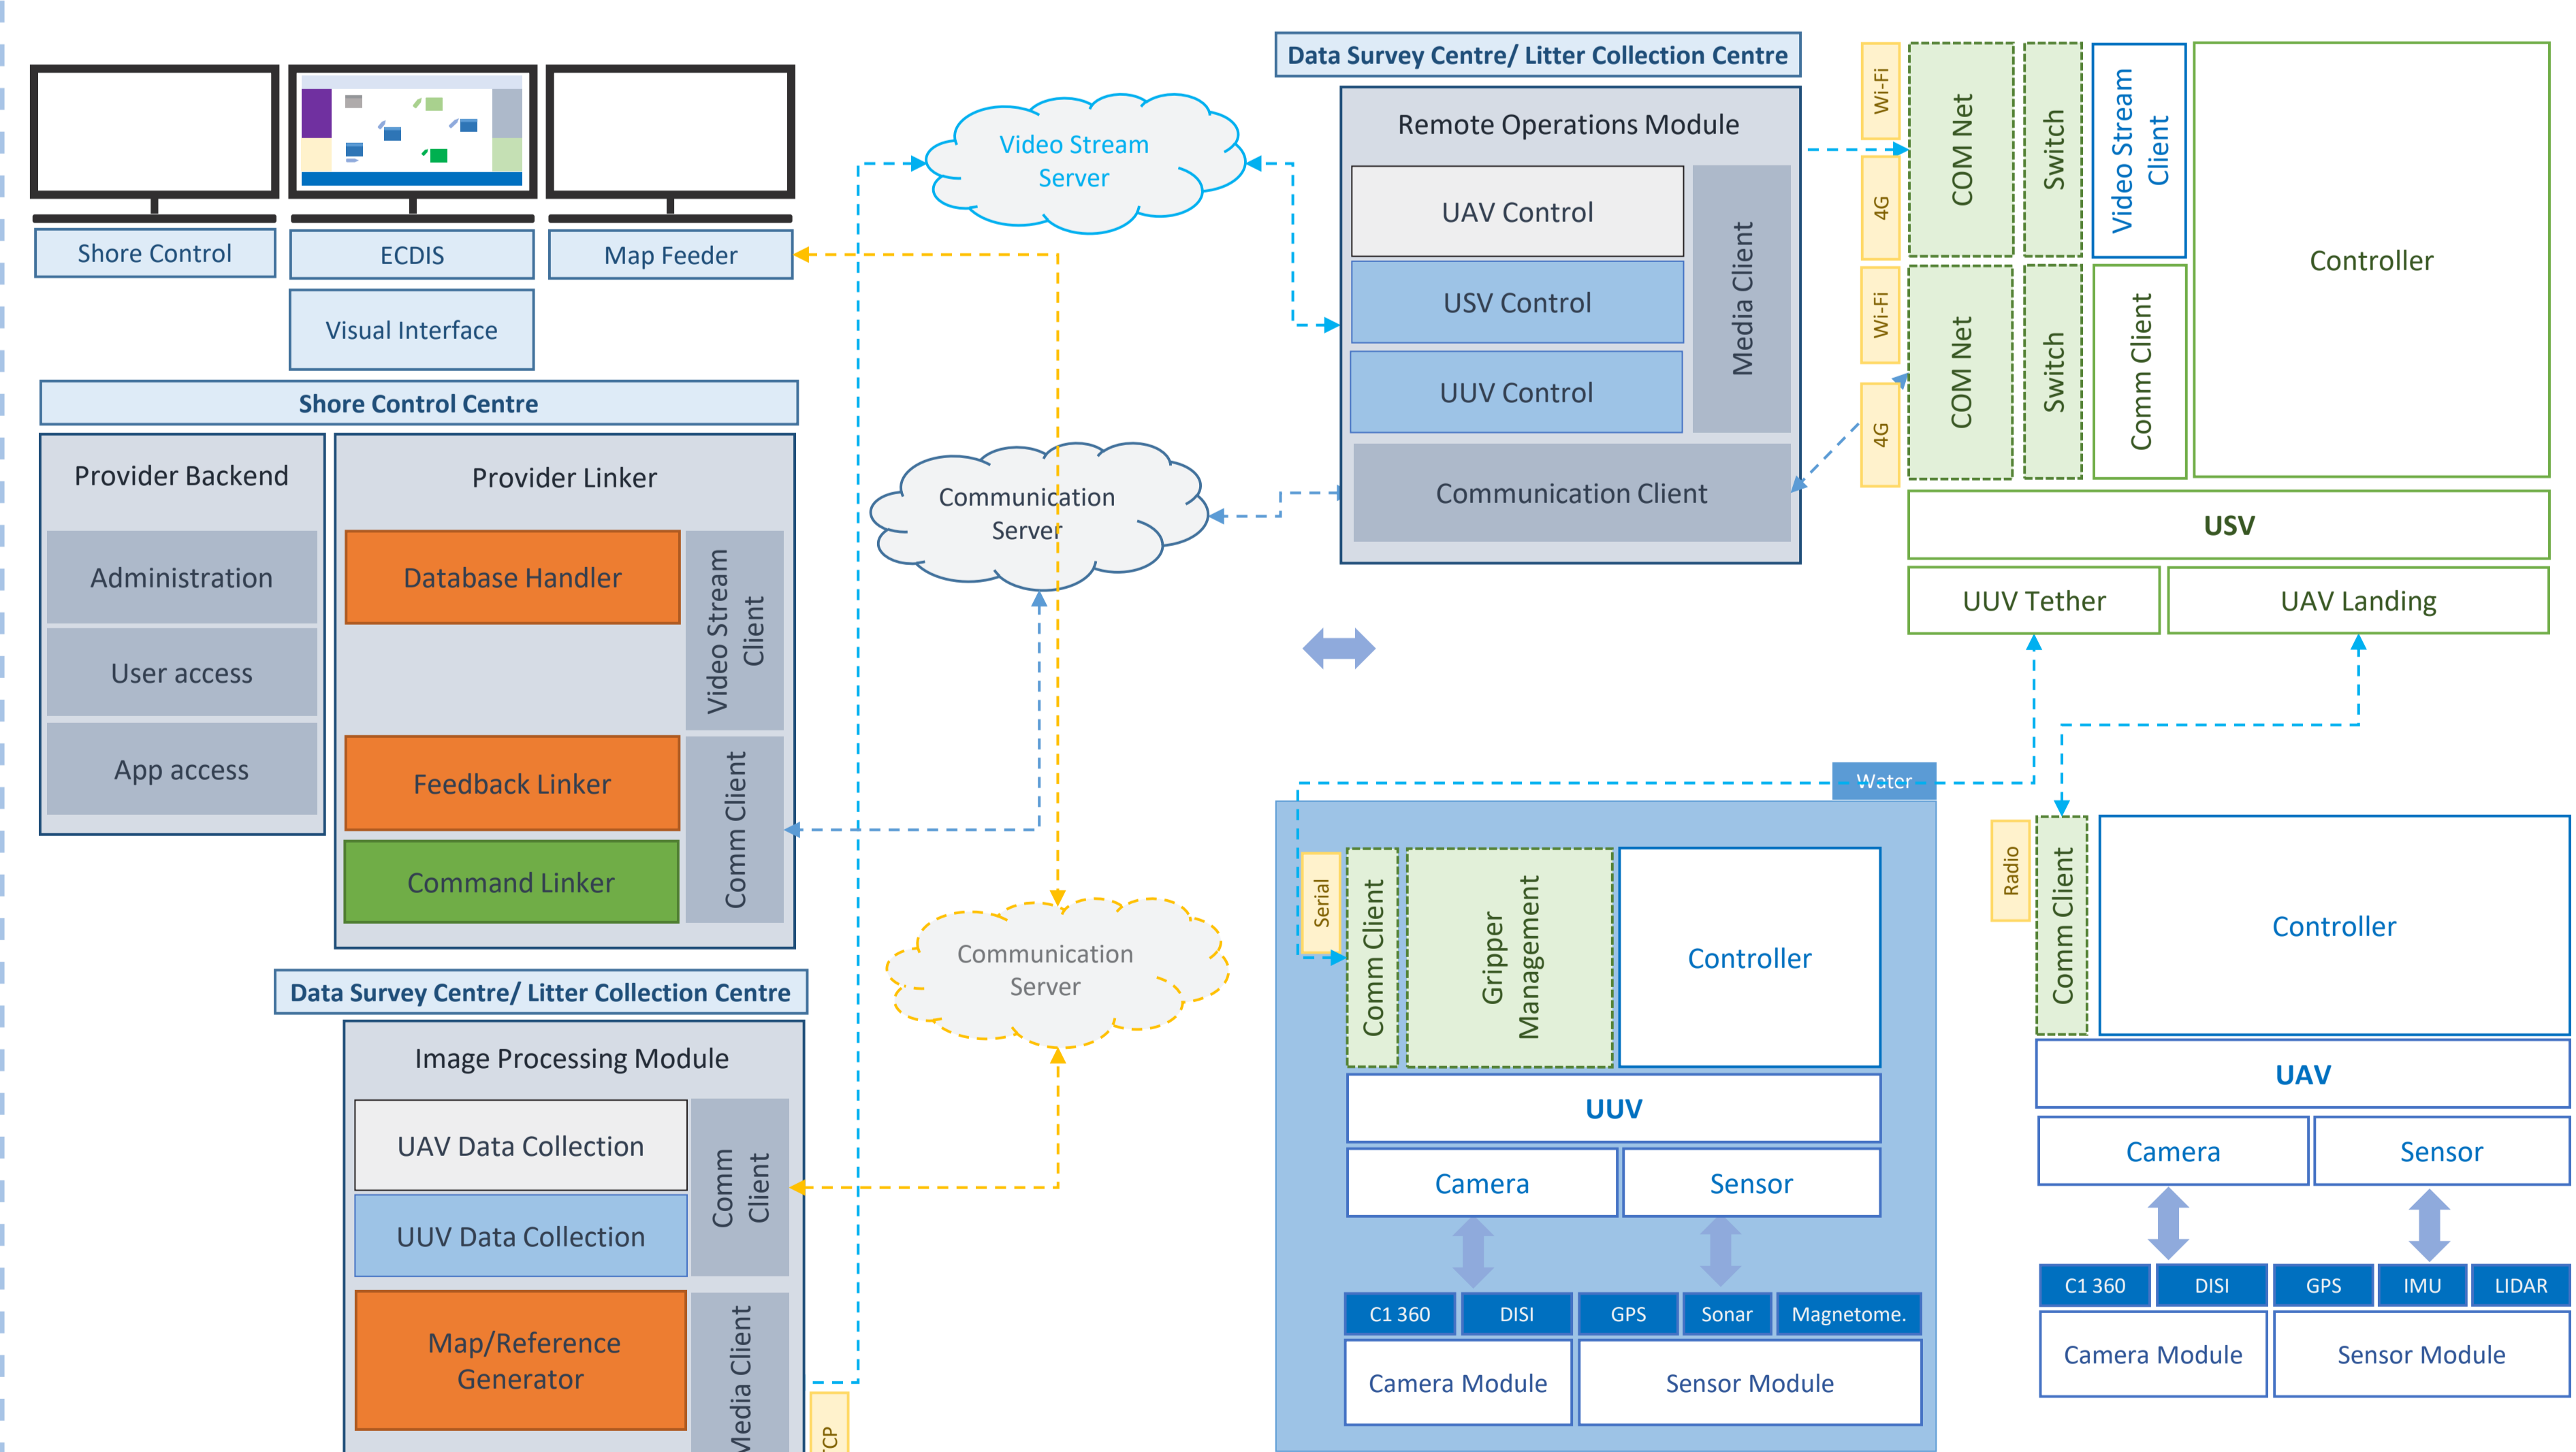 Shore Control
ECDIS
Map Feeder
Visual Interface
Shore Control Centre
Provider Backend
Administration
User access
App access
Provider Linker
Database Handler
Feedback Linker
Command Linker
Video Stream
Client
Comm Client
Data Survey Centre/ Litter Collection Centre
Image Processing Module
UAV Data Collection
UUV Data Collection
Map/Reference
Generator
Comm
Client
Media Client
TCP
Video Stream
Server
Communication
Server
Communication
Server
Data Survey Centre/ Litter Collection Centre
Remote Operations Module
UAV Control
USV Control
UUV Control
Media Client
Communication Client
Wi-Fi
4G
Wi-Fi
4G
COM Net
Switch
Video Stream
Client
COM Net
Switch
Comm Client
Controller
USV
UUV Tether
UAV Landing
Water
Serial
Comm Client
Gripper
Management
Controller
UUV
Camera
Sensor
C1 360
DISI
GPS
Sonar
Magnetome.
Camera Module
Sensor Module
Radio
Comm Client
Controller
UAV
Camera
Sensor
C1 360
DISI
GPS
IMU
LIDAR
Camera Module
Sensor Module